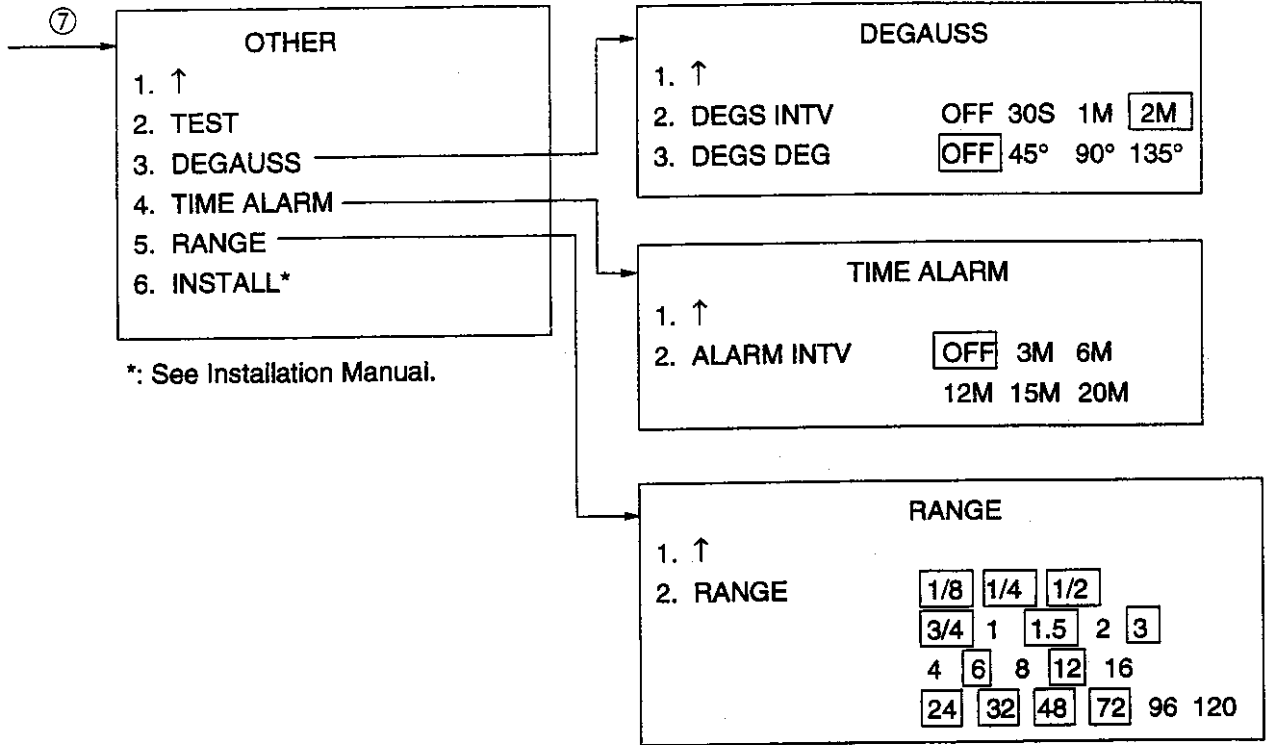 ⑦
OTHER
1. ↑
2. TEST
3. DEGAUSS
4. TIME ALARM
5. RANGE
6. INSTALL*
*: See Installation Manual.
DEGAUSS
1. ↑
2. DEGS INTV OFF 30S 1M 2M
3. DEGS DEG OFF 45° 90° 135°
TIME ALARM
1. ↑
2. ALARM INTV OFF 3M 6M
12M 15M 20M
RANGE
1. ↑
2. RANGE 1/8 1/4 1/2
3/4 1 1.5 2 3
4 6 8 12 16
24 32 48 72 96 120